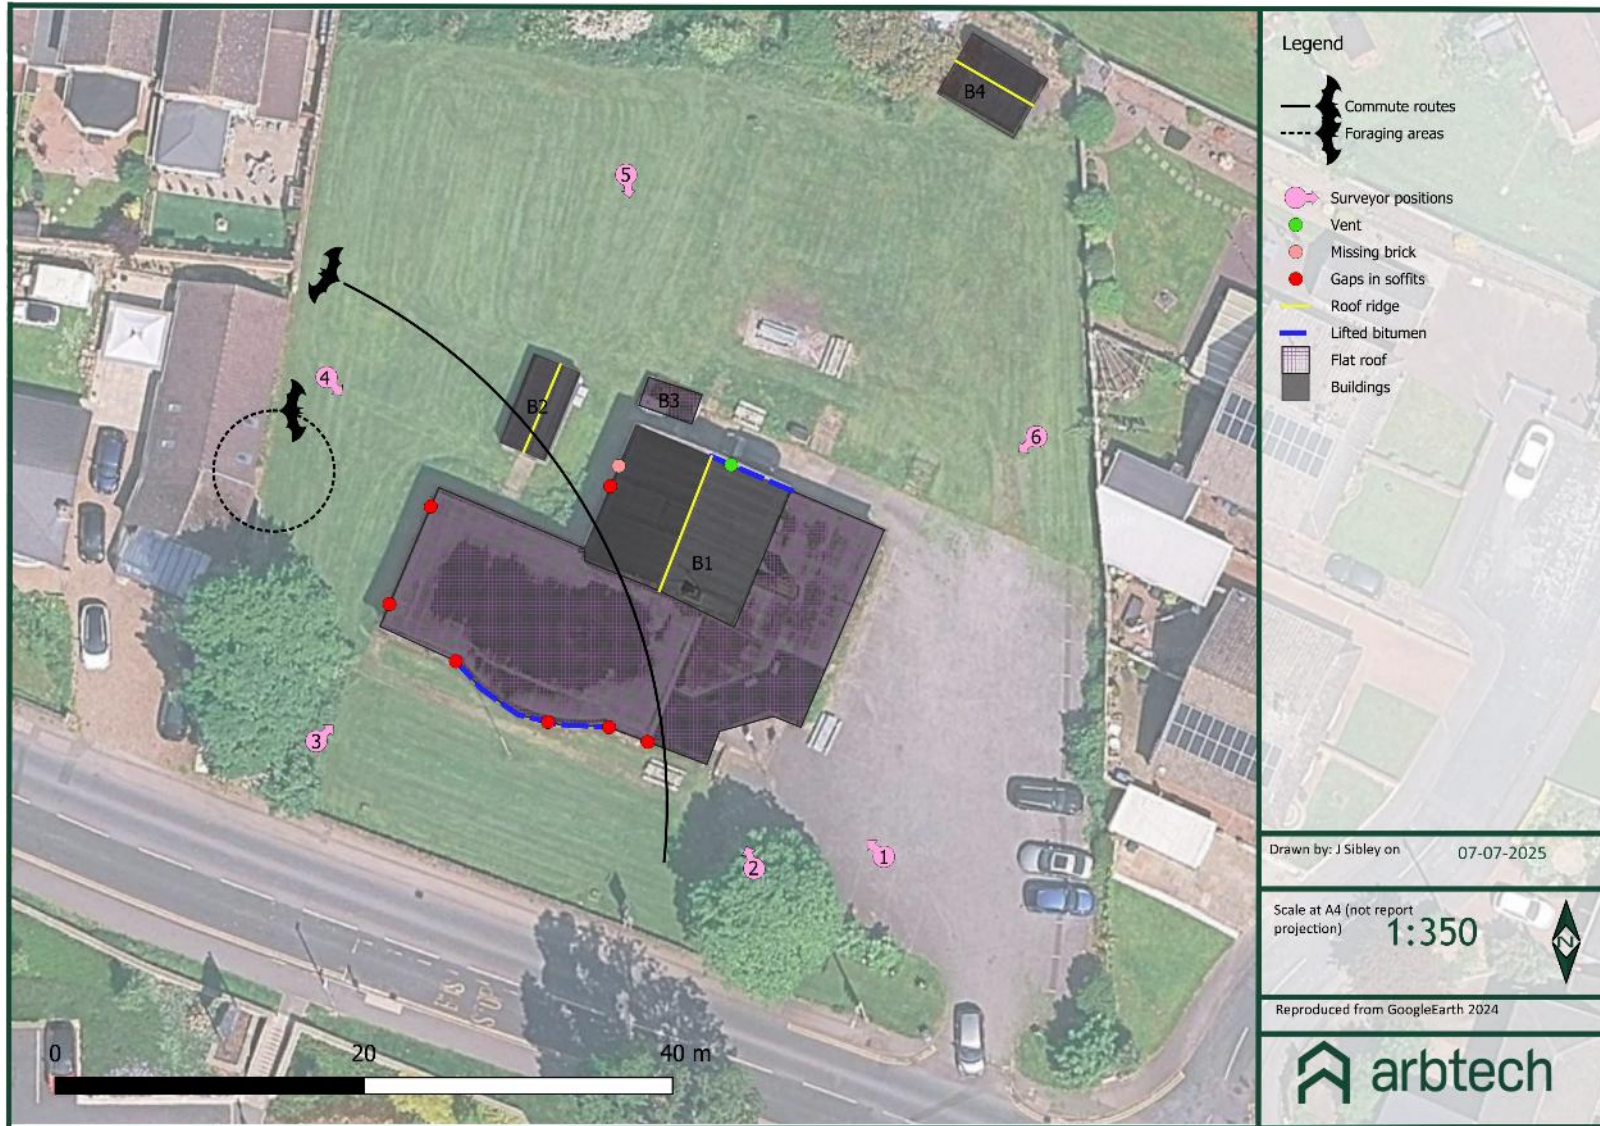 Legend
Commute routes
Foraging areas
Surveyor positions
Vent
Missing brick
Gaps in soffits
Roof ridge
Lifted bitumen
Flat roof
Buildings
B4
5
4
B2
B3
6
B1
3
2
1
0 20 40 m
Drawn by: J Sibley on 07-07-2025
Scale at A4 (not report
projection) 1:350
N
Reproduced from GoogleEarth 2024
arbtech